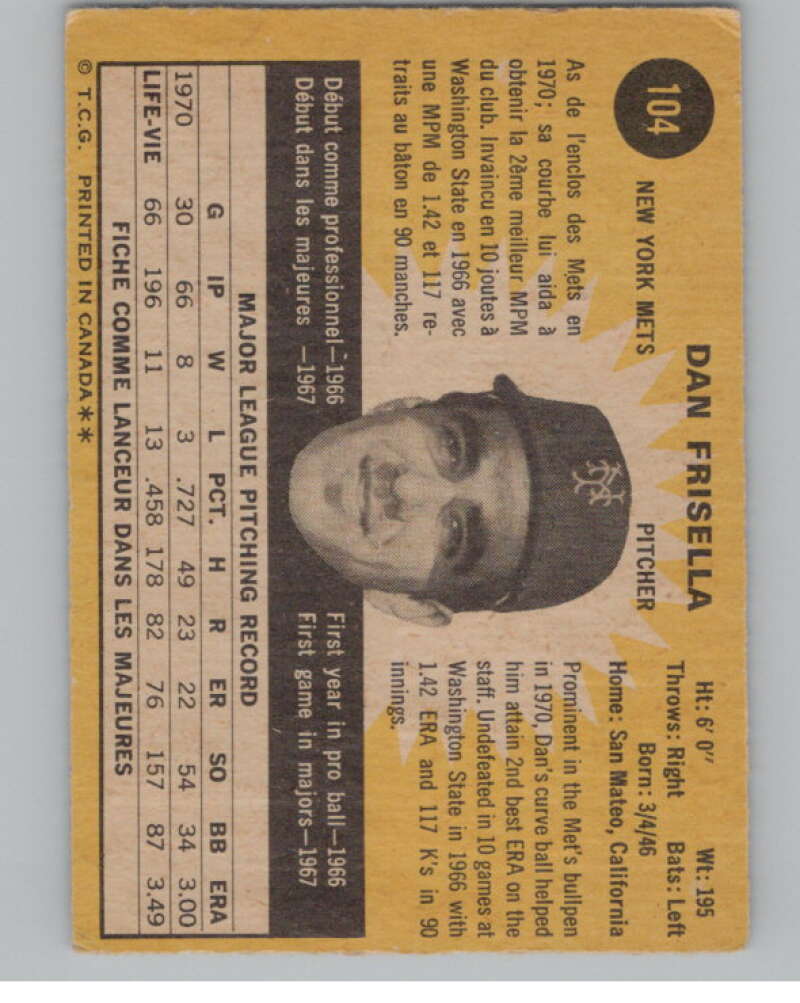 104
DAN FRISELLA
NEW YORK METS
PITCHER
Ht: 6' 0" Wt: 195
Throws: Right Bats: Left
Born: 3/4/46
Home: San Mateo, California
As de l'enclos des Mets en
1970; sa courbe lui aida à
obtenir la 2ème meilleur MPM
du club. Invaincu en 10 joutes à
Washington State en 1966 avec
une MPM de 1.42 et 117 re-
traits au bâton en 90 manches.
Prominent in the Met's bullpen
in 1970, Dan's curve ball helped
him attain 2nd best ERA on the
staff. Undefeated in 10 games at
Washington State in 1966 with
1.42 ERA and 117 K's in 90
innings.
Début comme professionnel—1966
Début dans les majeures —1967
First year in pro ball—1966
First game in majors—1967
MAJOR LEAGUE PITCHING RECORD
G IP W L PCT. H R ER SO BB ERA
1970 30 66 8 3 .727 49 23 22 54 34 3.00
LIFE-VIE 66 196 11 13 .458 178 82 76 157 87 3.49
FICHE COMME LANCEUR DANS LES MAJEURES
© T.C.G. PRINTED IN CANADA**